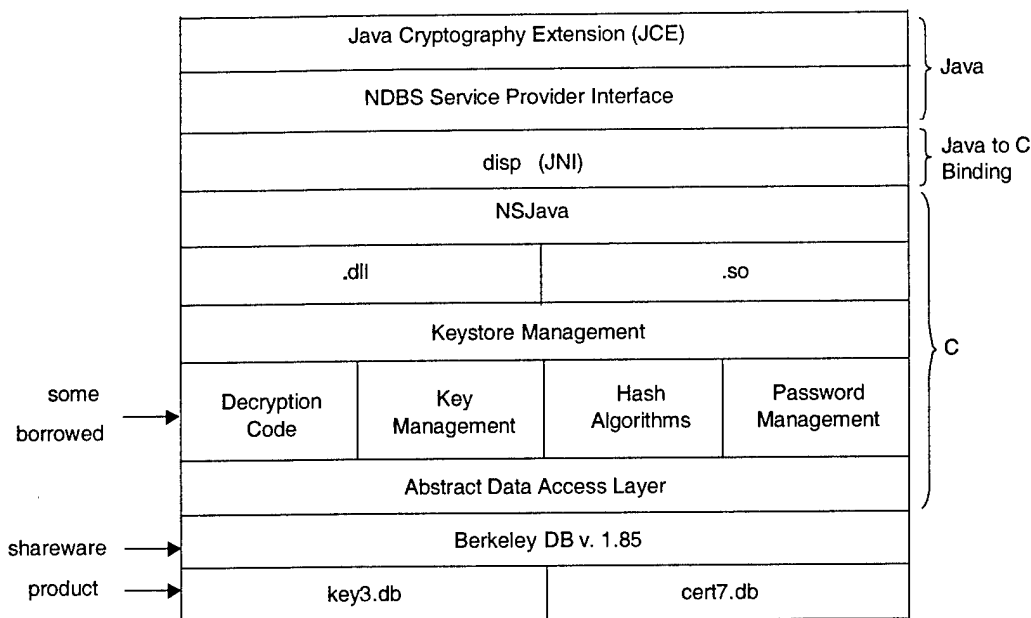 Java Cryptography Extension (JCE)
Java
NDBS Service Provider Interface
disp (JNI)
Java to C
Binding
NSJava
.dll
.so
Keystore Management
C
some
borrowed
Decryption
Code
Key
Management
Hash
Algorithms
Password
Management
Abstract Data Access Layer
shareware
Berkeley DB v. 1.85
product
key3.db
cert7.db